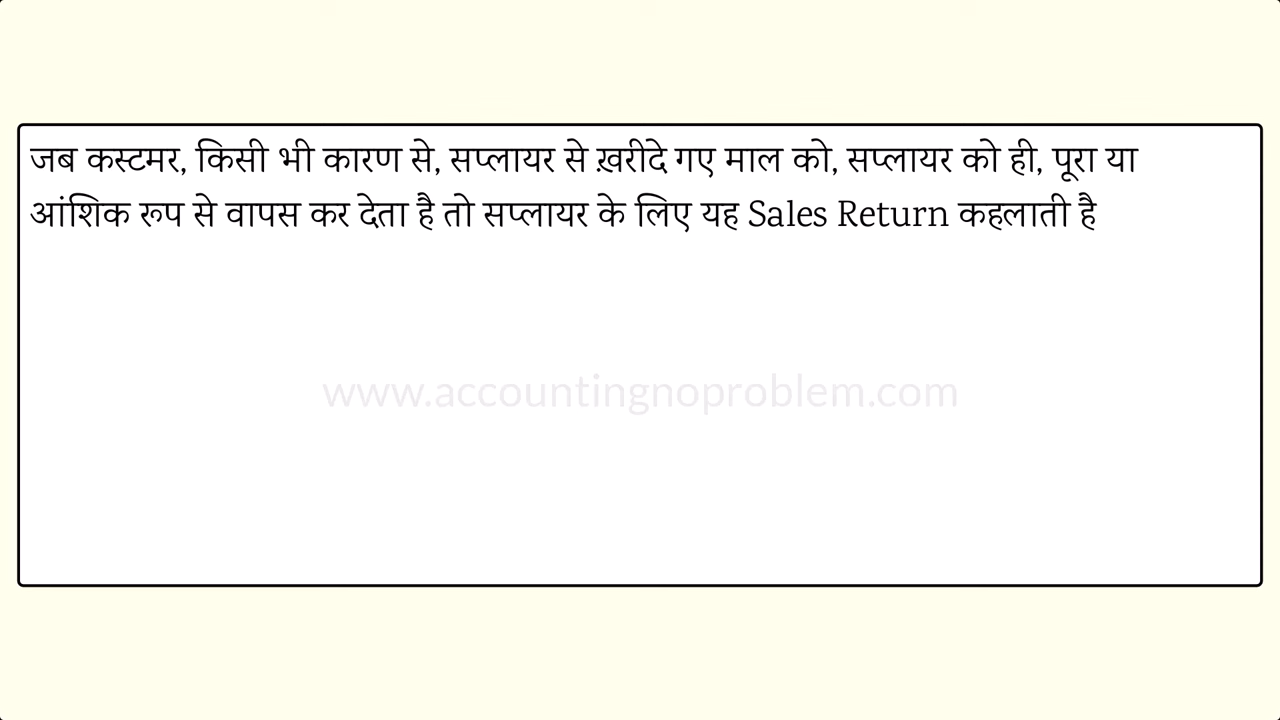 जब कस्टमर, किसी भी कारण से, सप्लायर से ख़रीदे गए माल को, सप्लायर को ही, पूरा या
आंशिक रूप से वापस कर देता है तो सप्लायर के लिए यह Sales Return कहलाती है
www.accountingnoproblem.com